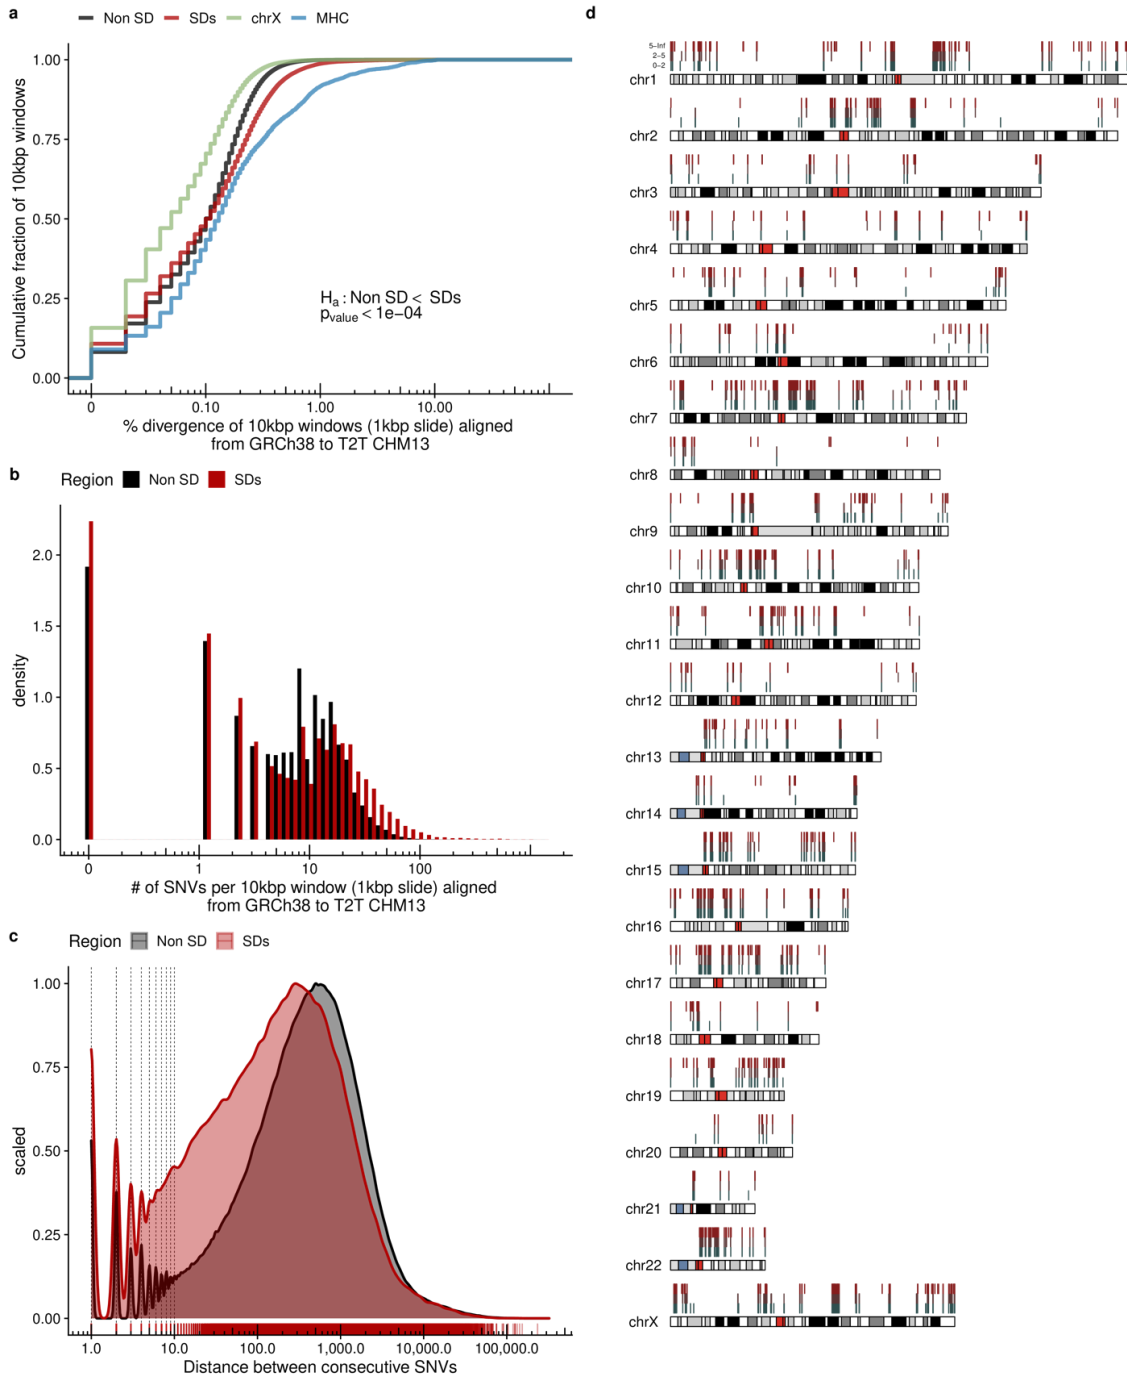 a
Non SD SDs chrX MHC
1.00
0.75
0.50
0.25
0.00
Cumulative fraction of 10kbp windows
Ha : Non SD < SDs
pvalue < 1e−04
0 0.10 1.00 10.00
% divergence of 10kbp windows (1kbp slide) aligned
from GRCh38 to T2T CHM13
b
Region Non SD SDs
2.0
1.5
1.0
0.5
0.0
density
0 1 10 100
# of SNVs per 10kbp window (1kbp slide) aligned
from GRCh38 to T2T CHM13
c
Region Non SD SDs
1.00
0.75
0.50
0.25
0.00
scaled
1.0 10.0 100.0 1,000.0 10,000.0 100,000.0
Distance between consecutive SNVs
d
5−Inf
2−5
0−2
chr1
chr2
chr3
chr4
chr5
chr6
chr7
chr8
chr9
chr10
chr11
chr12
chr13
chr14
chr15
chr16
chr17
chr18
chr19
chr20
chr21
chr22
chrX